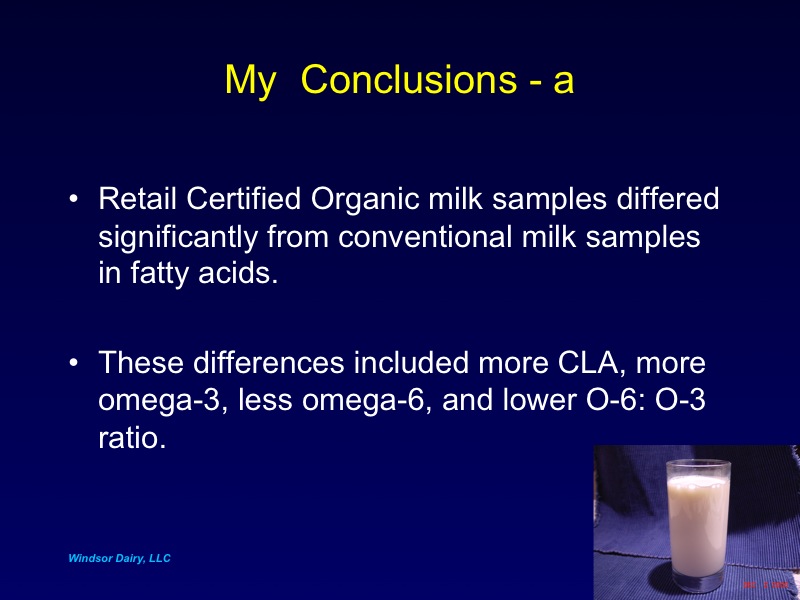 My  Conclusions - a
• Retail Certified Organic milk samples differed
significantly from conventional milk samples
in fatty acids.
• These differences included more CLA, more
omega-3, less omega-6, and lower O-6: O-3
ratio.
Windsor Dairy, LLC